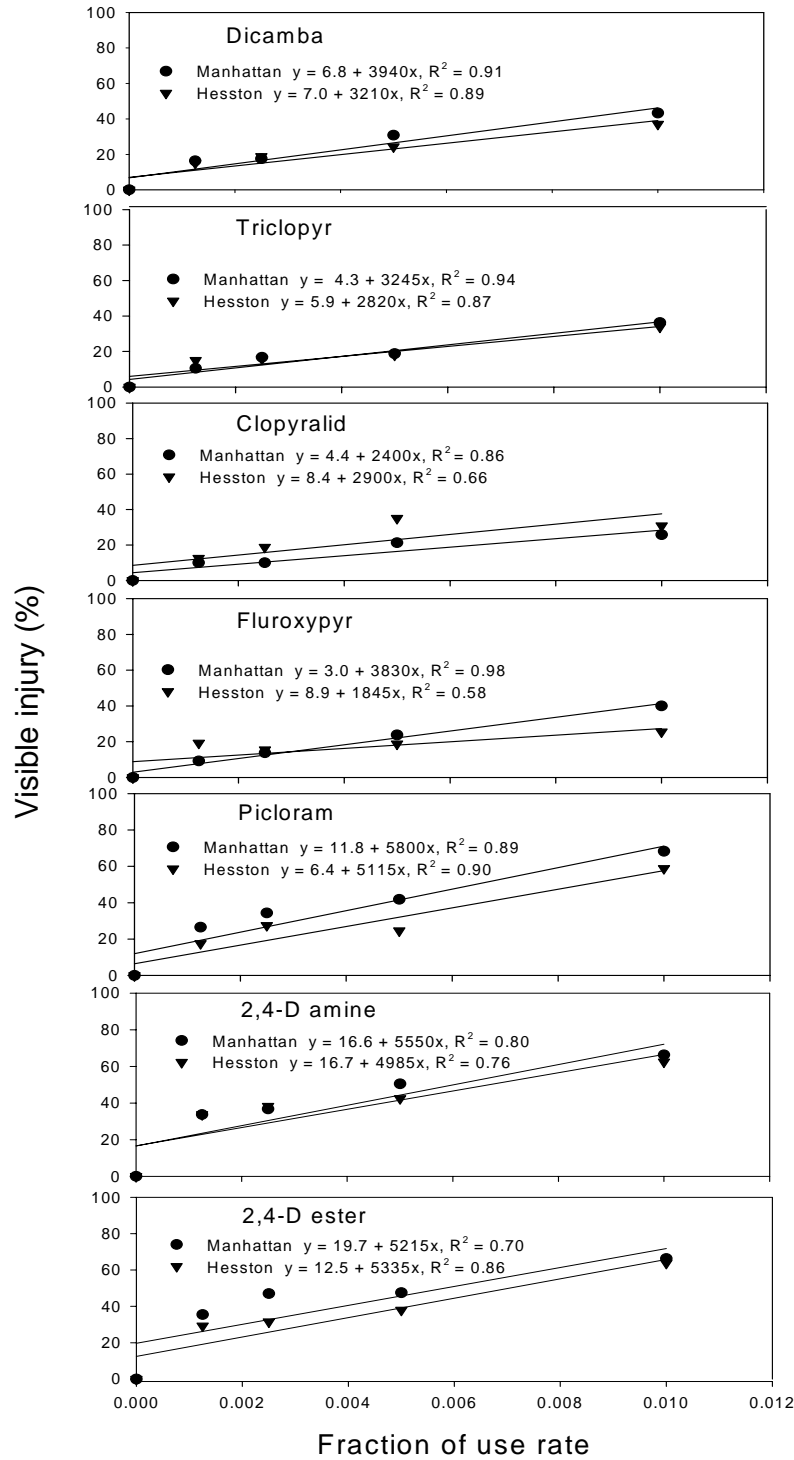 Visible injury (%)
Dicamba
Manhattan y = 6.8 + 3940x, R² = 0.91
Hesston y = 7.0 + 3210x, R² = 0.89
100
80
60
40
20
0
Triclopyr
Manhattan y = 4.3 + 3245x, R² = 0.94
Hesston y = 5.9 + 2820x, R² = 0.87
100
80
60
40
20
0
Clopyralid
Manhattan y = 4.4 + 2400x, R² = 0.86
Hesston y = 8.4 + 2900x, R² = 0.66
100
80
60
40
20
0
Fluroxypyr
Manhattan y = 3.0 + 3830x, R² = 0.98
Hesston y = 8.9 + 1845x, R² = 0.58
100
80
60
40
20
0
Picloram
Manhattan y = 11.8 + 5800x, R² = 0.89
Hesston y = 6.4 + 5115x, R² = 0.90
100
80
60
40
20
0
2,4-D amine
Manhattan y = 16.6 + 5550x, R² = 0.80
Hesston y = 16.7 + 4985x, R² = 0.76
100
80
60
40
20
0
2,4-D ester
Manhattan y = 19.7 + 5215x, R² = 0.70
Hesston y = 12.5 + 5335x, R² = 0.86
100
80
60
40
20
0
0.000 0.002 0.004 0.006 0.008 0.010 0.012
Fraction of use rate